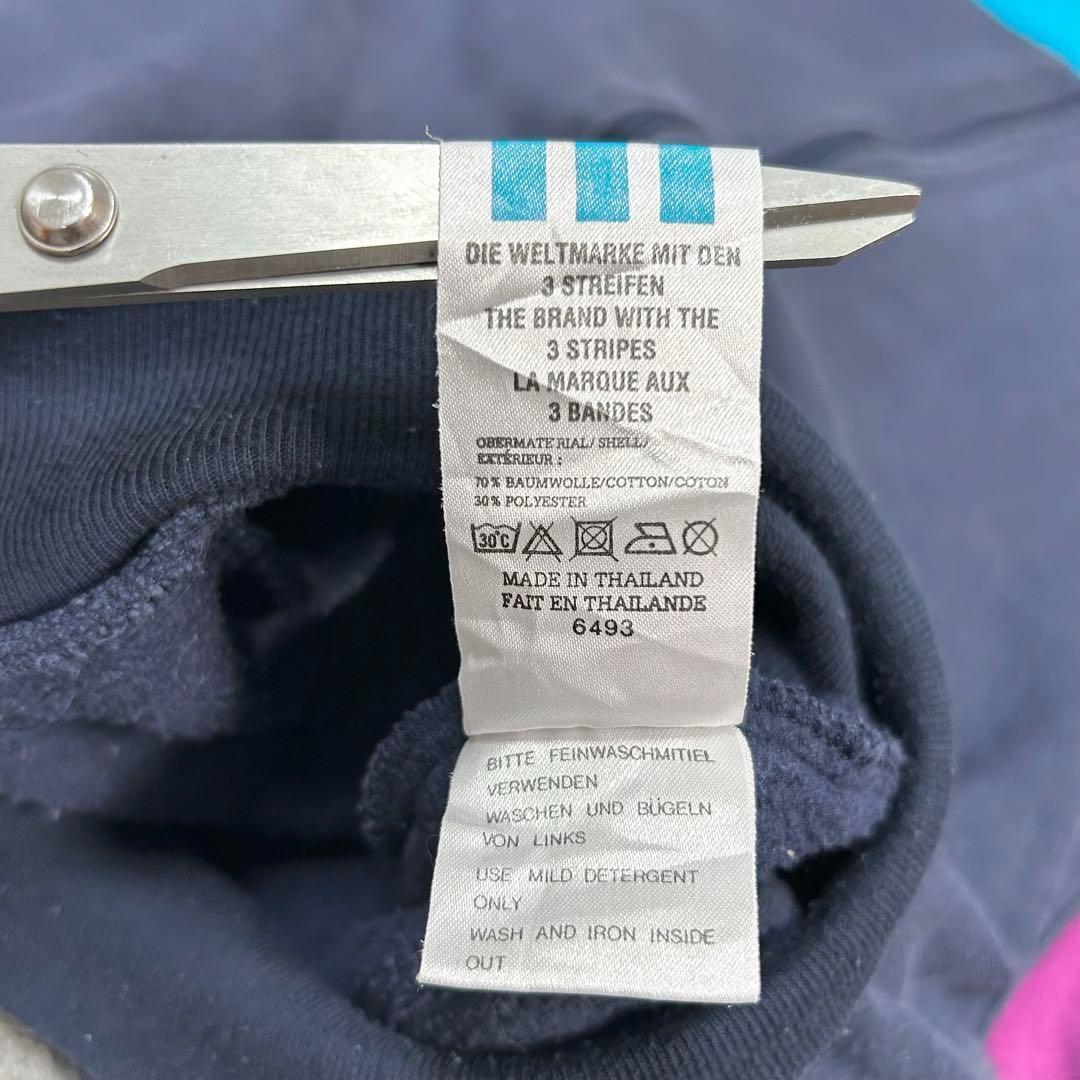 DIE WELTMARKE MIT DEN
3 STREIFEN
THE BRAND WITH THE
3 STRIPES
LA MARQUE AUX
3 BANDES
OBERMATERIAL/SHELL/
EXTÉRIEUR :
70% BAUMWOLLE/COTTON/COTON
30% POLYESTER
30°C
MADE IN THAILAND
FAIT EN THAILANDE
6493
BITTE FEINWASCHMITIEL
VERWENDEN
WASCHEN UND BÜGELN
VON LINKS
USE MILD DETERGENT
ONLY
WASH AND IRON INSIDE
OUT